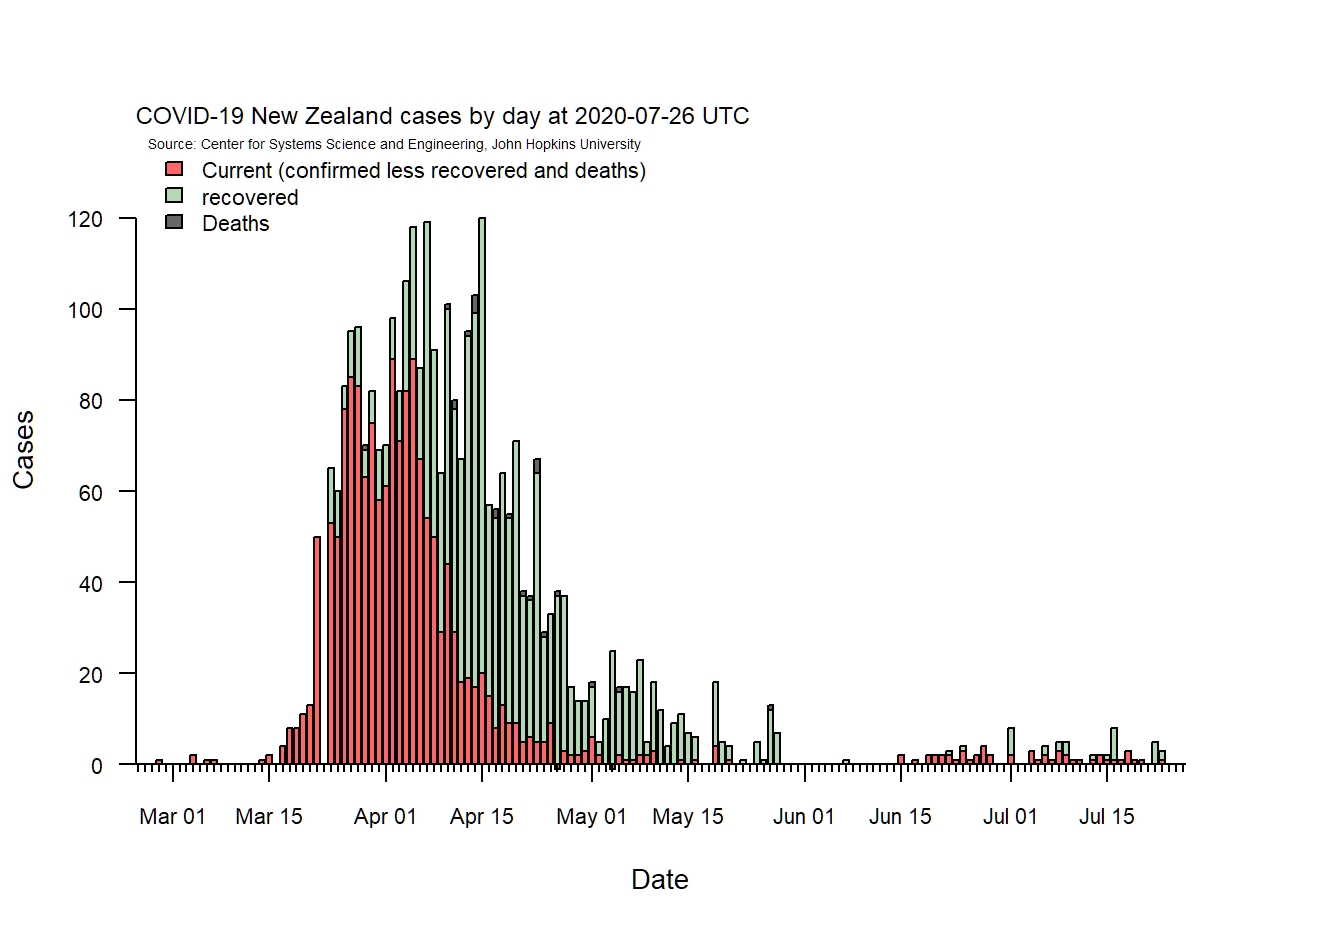 COVID-19 New Zealand cases by day at 2020-07-26 UTC
Source: Center for Systems Science and Engineering, John Hopkins University
Current (confirmed less recovered and deaths)
recovered
Deaths
120
100
80
60
40
20
0
Cases
Mar 01 Mar 15 Apr 01 Apr 15 May 01 May 15 Jun 01 Jun 15 Jul 01 Jul 15
Date